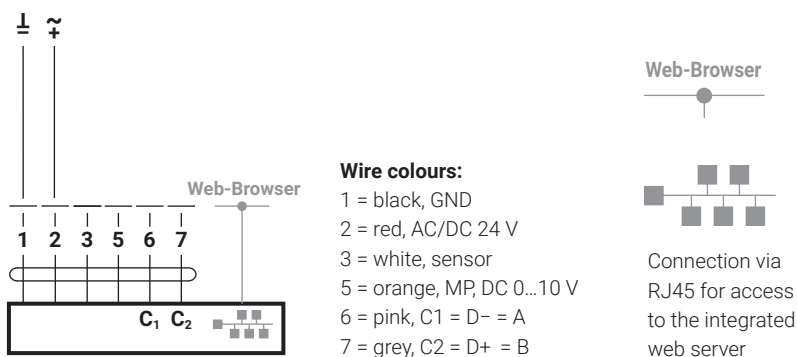 ⊥ ~
= +
Web-Browser
1 2 3 5 6 7
C₁ C₂
Wire colours:
1 = black, GND
2 = red, AC/DC 24 V
3 = white, sensor
5 = orange, MP, DC 0...10 V
6 = pink, C1 = D− = A
7 = grey, C2 = D+ = B
Web-Browser
Connection via
RJ45 for access
to the integrated
web server